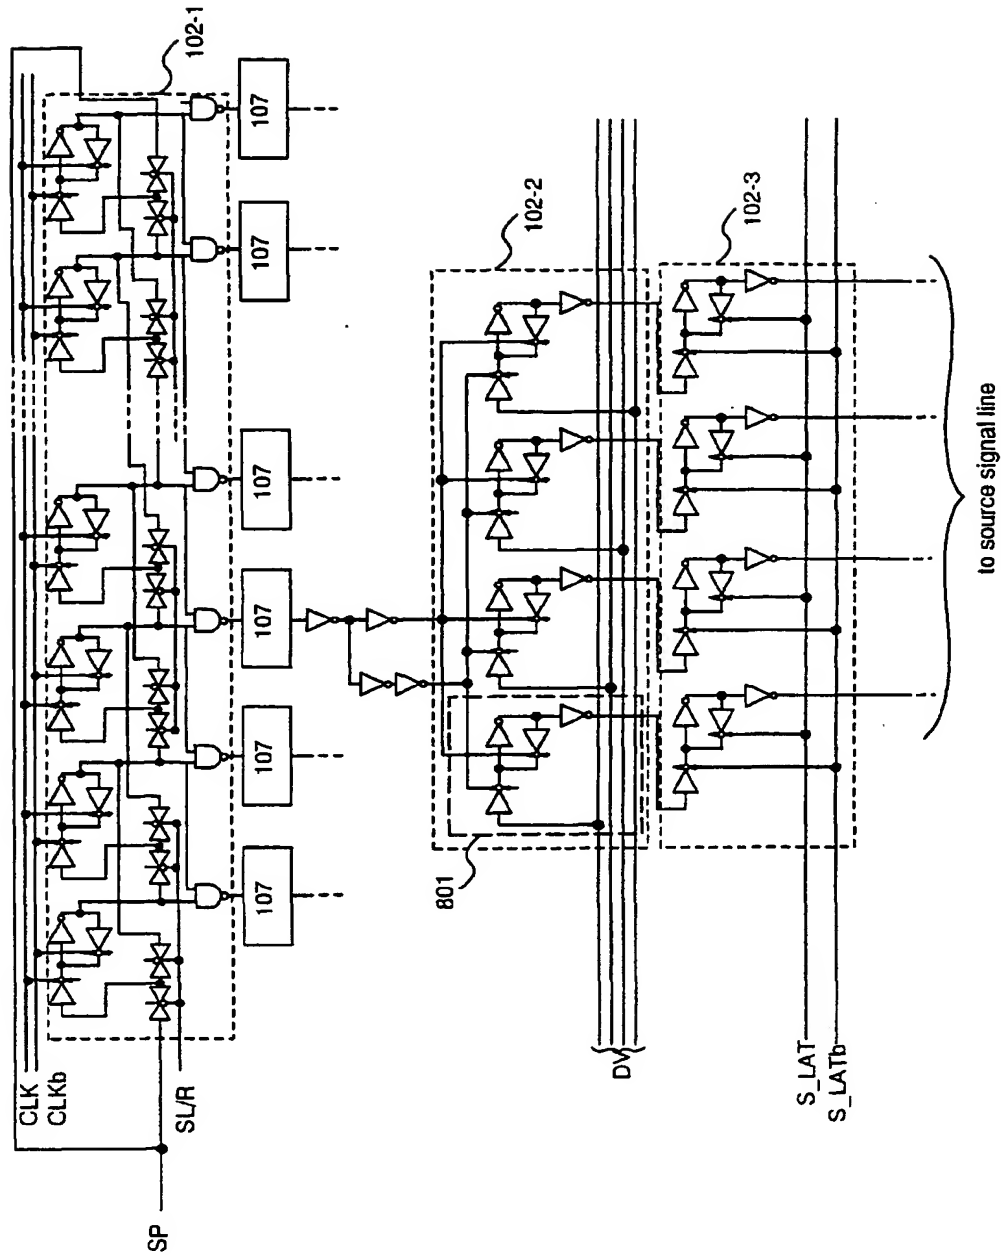 SP
CLK
CLKb
SL/R
102-1
107
107
107
107
107
107
801
102-2
DV
102-3
S_LAT
S_LATb
to source signal line